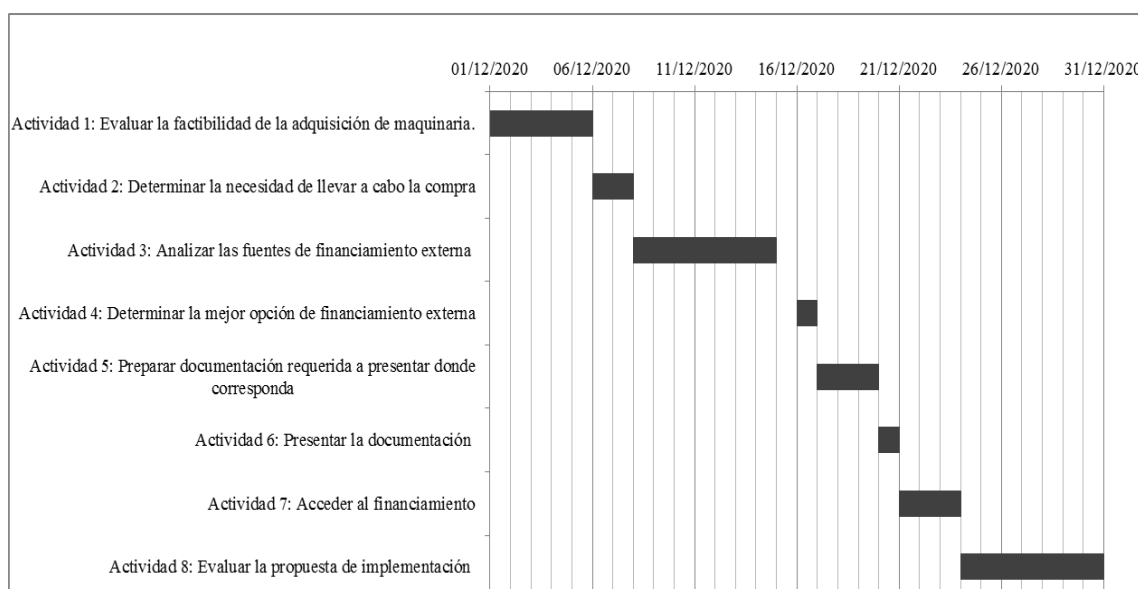 01/12/2020 06/12/2020 11/12/2020 16/12/2020 21/12/2020 26/12/2020 31/12/2020
Actividad 1: Evaluar la factibilidad de la adquisición de maquinaria.
Actividad 2: Determinar la necesidad de llevar a cabo la compra
Actividad 3: Analizar las fuentes de financiamiento externa
Actividad 4: Determinar la mejor opción de financiamiento externa
Actividad 5: Preparar documentación requerida a presentar donde
corresponda
Actividad 6: Presentar la documentación
Actividad 7: Acceder al financiamiento
Actividad 8: Evaluar la propuesta de implementación